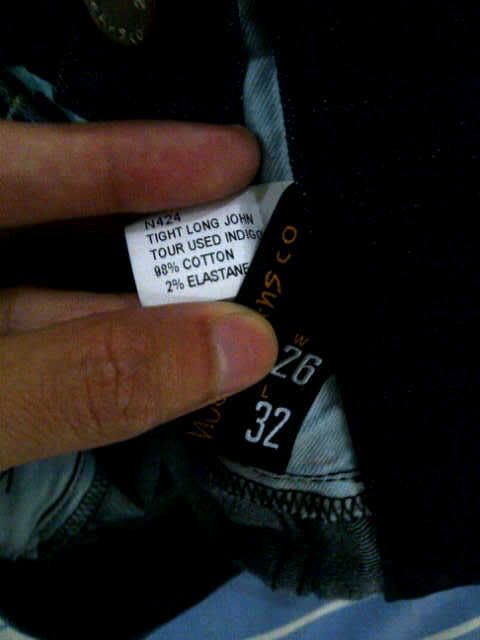 N424
TIGHT LONG JOHN
TOUR USED INDIGO
98% COTTON
2% ELASTANE
W
26
L
32